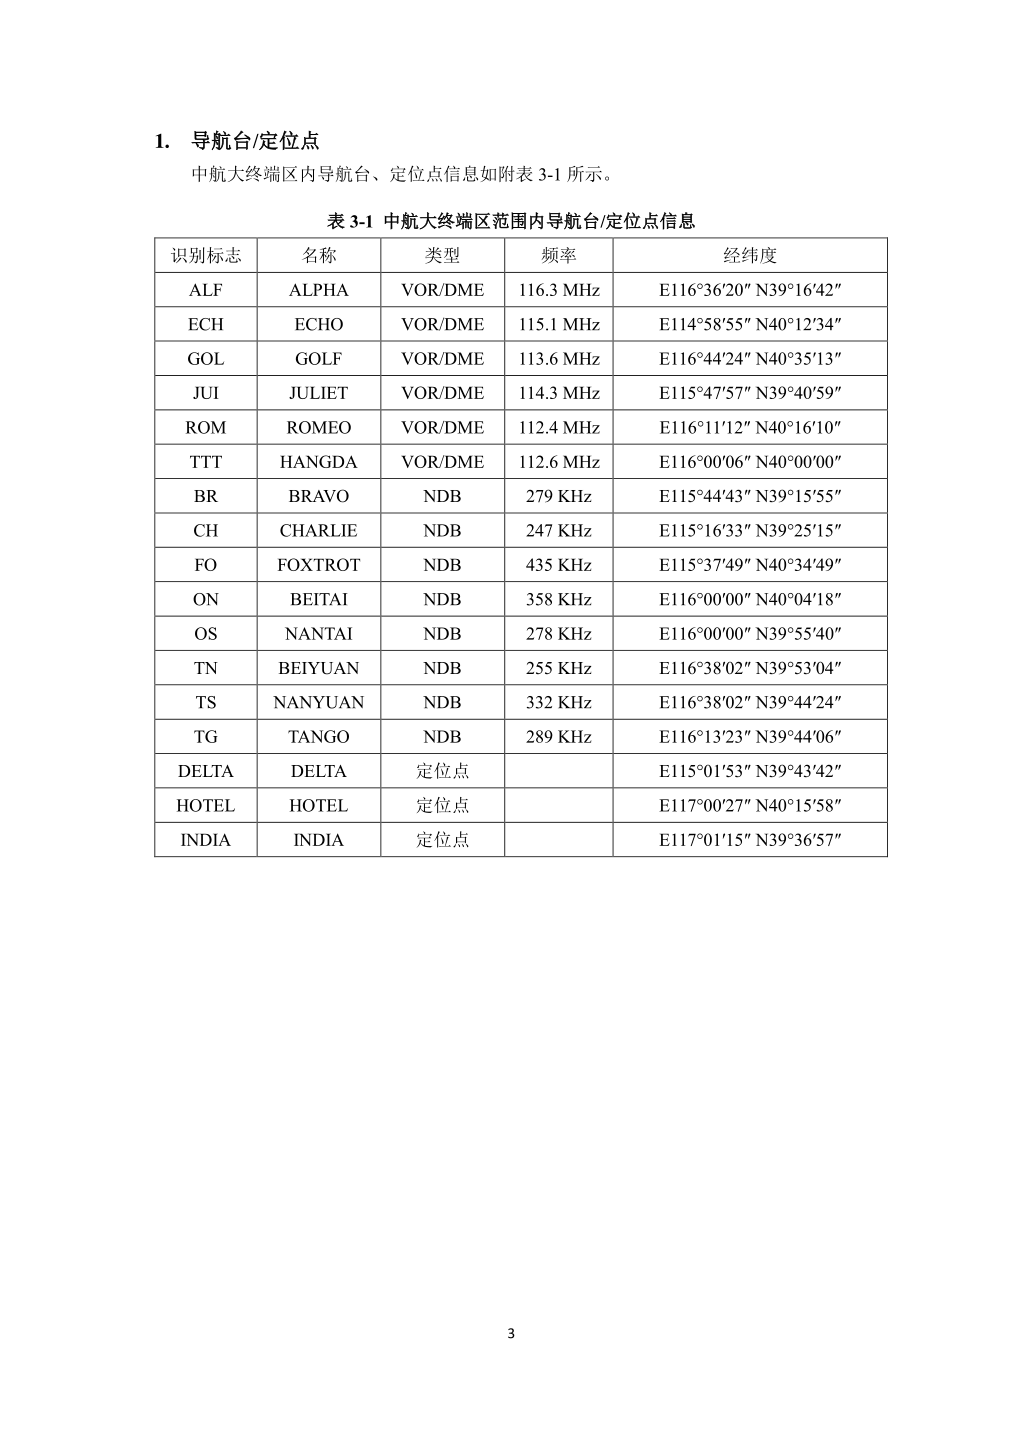 1. 导航台/定位点
中航大终端区内导航台、定位点信息如附表 3-1 所示。
表 3-1 中航大终端区范围内导航台/定位点信息
识别标志 名称 类型 频率 经纬度
ALF ALPHA VOR/DME 116.3 MHz E116°36′20″ N39°16′42″
ECH ECHO VOR/DME 115.1 MHz E114°58′55″ N40°12′34″
GOL GOLF VOR/DME 113.6 MHz E116°44′24″ N40°35′13″
JUI JULIET VOR/DME 114.3 MHz E115°47′57″ N39°40′59″
ROM ROMEO VOR/DME 112.4 MHz E116°11′12″ N40°16′10″
TTT HANGDA VOR/DME 112.6 MHz E116°00′06″ N40°00′00″
BR BRAVO NDB 279 KHz E115°44′43″ N39°15′55″
CH CHARLIE NDB 247 KHz E115°16′33″ N39°25′15″
FO FOXTROT NDB 435 KHz E115°37′49″ N40°34′49″
ON BEITAI NDB 358 KHz E116°00′00″ N40°04′18″
OS NANTAI NDB 278 KHz E116°00′00″ N39°55′40″
TN BEIYUAN NDB 255 KHz E116°38′02″ N39°53′04″
TS NANYUAN NDB 332 KHz E116°38′02″ N39°44′24″
TG TANGO NDB 289 KHz E116°13′23″ N39°44′06″
DELTA DELTA 定位点 E115°01′53″ N39°43′42″
HOTEL HOTEL 定位点 E117°00′27″ N40°15′58″
INDIA INDIA 定位点 E117°01′15″ N39°36′57″
3